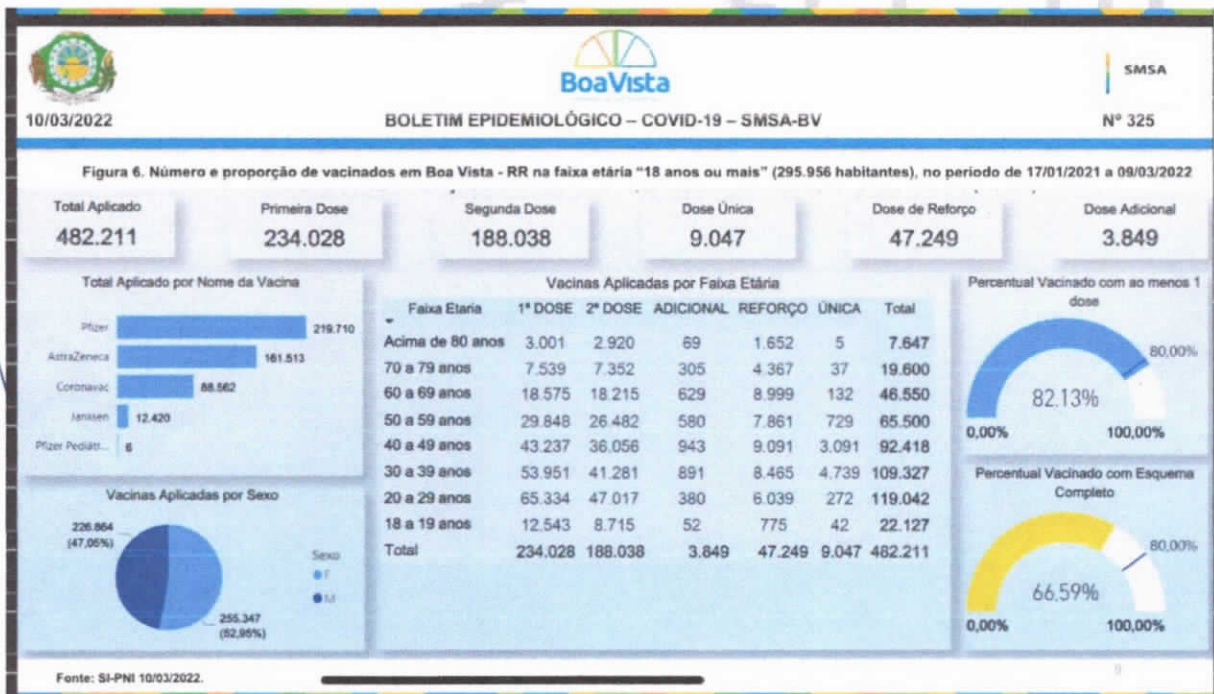 BoaVista
SMSA
10/03/2022
BOLETIM EPIDEMIOLÓGICO – COVID-19 – SMSA-BV
Nº 325
Figura 6. Número e proporção de vacinados em Boa Vista - RR na faixa etária "18 anos ou mais" (295.956 habitantes), no período de 17/01/2021 a 09/03/2022
Total Aplicado
482.211
Primeira Dose
234.028
Segunda Dose
188.038
Dose Única
9.047
Dose de Reforço
47.249
Dose Adicional
3.849
Total Aplicado por Nome da Vacina
Pfizer 219.710
AstraZeneca 161.513
Coronavac 88.562
Janssen 12.420
Pfizer Pediátri... 6
Vacinas Aplicadas por Sexo
226.864
(47,05%)
Sexo
F
M
255.347
(52,95%)
Vacinas Aplicadas por Faixa Etária
Faixa Etaria 1ª DOSE 2ª DOSE ADICIONAL REFORÇO ÚNICA Total
Acima de 80 anos 3.001 2.920 69 1.652 5 7.647
70 a 79 anos 7.539 7.352 305 4.367 37 19.600
60 a 69 anos 18.575 18.215 629 8.999 132 46.550
50 a 59 anos 29.848 26.482 580 7.861 729 65.500
40 a 49 anos 43.237 36.056 943 9.091 3.091 92.418
30 a 39 anos 53.951 41.281 891 8.465 4.739 109.327
20 a 29 anos 65.334 47.017 380 6.039 272 119.042
18 a 19 anos 12.543 8.715 52 775 42 22.127
Total 234.028 188.038 3.849 47.249 9.047 482.211
Percentual Vacinado com ao menos 1
dose
80,00%
82.13%
0,00% 100,00%
Percentual Vacinado com Esquema
Completo
80,00%
66.59%
0,00% 100,00%
Fonte: SI-PNI 10/03/2022.
9